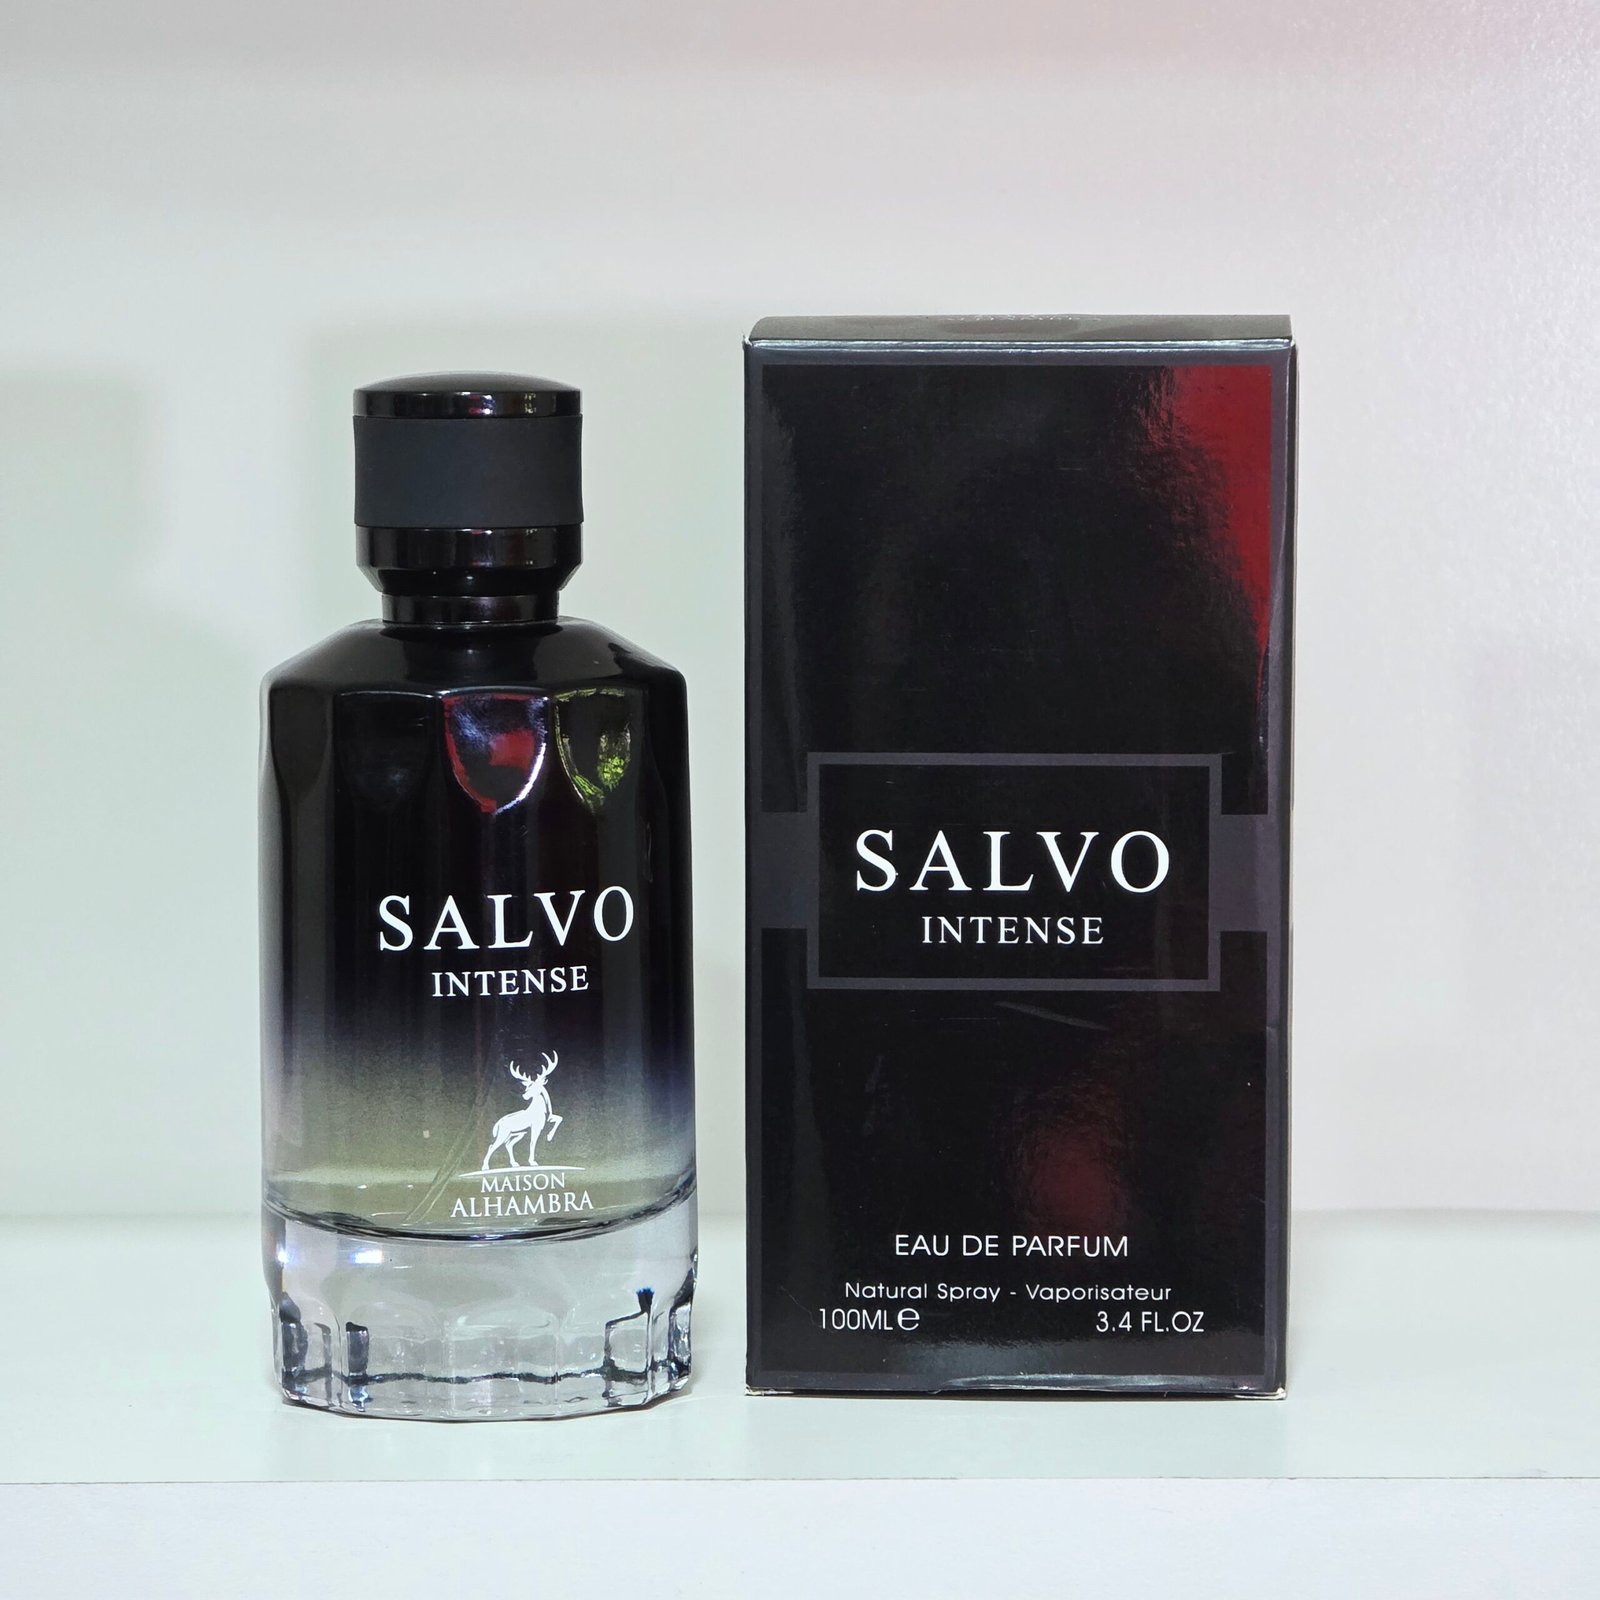 SALVO
INTENSE
MAISON
ALHAMBRA
SALVO
INTENSE
EAU DE PARFUM
Natural Spray - Vaporisateur
100ML℮ 3.4 FL.OZ